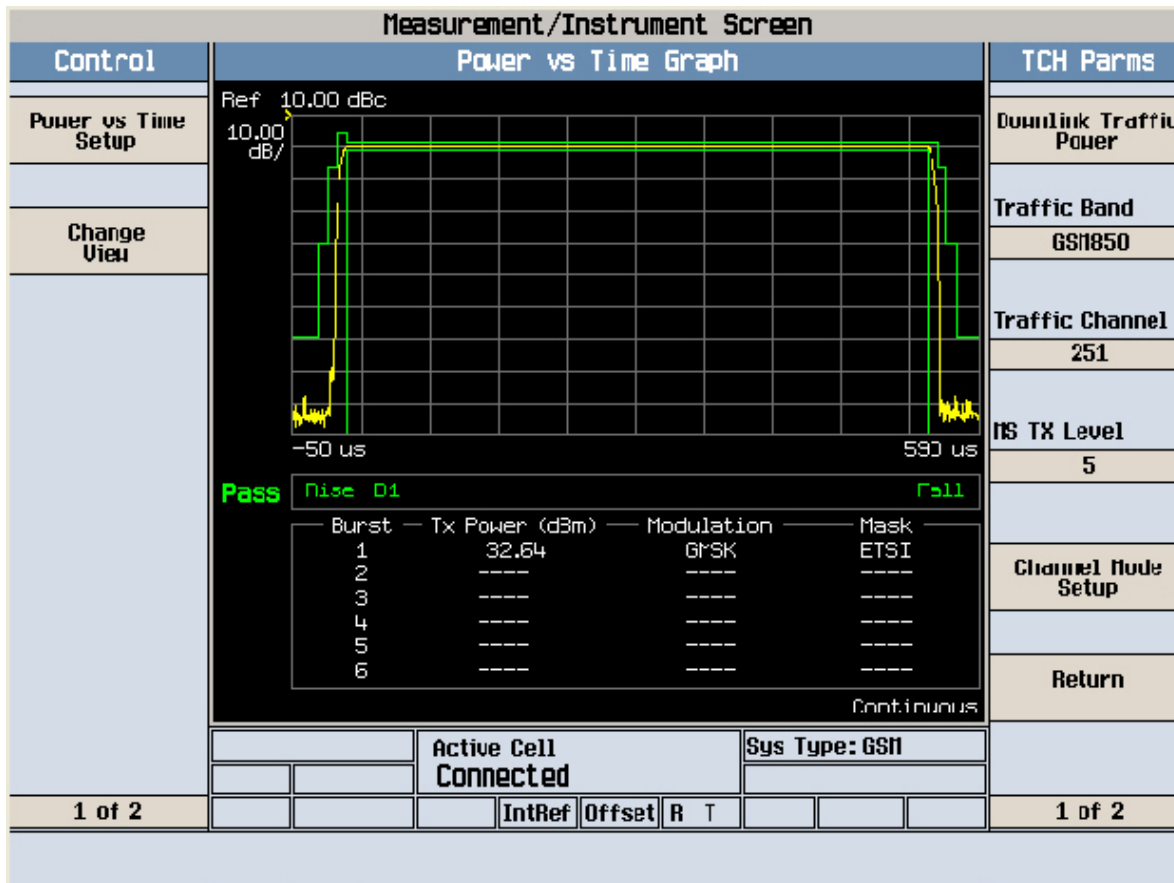 Measurement/Instrument Screen
Control
Power vs Time Graph
TCH Parms
Power vs Time
Setup
Change
View
1 of 2
Ref 10.00 dBc
10.00
dB/
-50 us
590 us
Pass
Rise D1
Fall
Burst
Tx Power (dBm)
Modulation
Mask
1 32.64 GMSK ETSI
2 ---- ---- ----
3 ---- ---- ----
4 ---- ---- ----
5 ---- ---- ----
6 ---- ---- ----
Continuous
Active Cell
Connected
Sys Type: GSM
IntRef
Offset
R T
Downlink Traffic
Power
Traffic Band
GSM850
Traffic Channel
251
MS TX Level
5
Channel Mode
Setup
Return
1 of 2